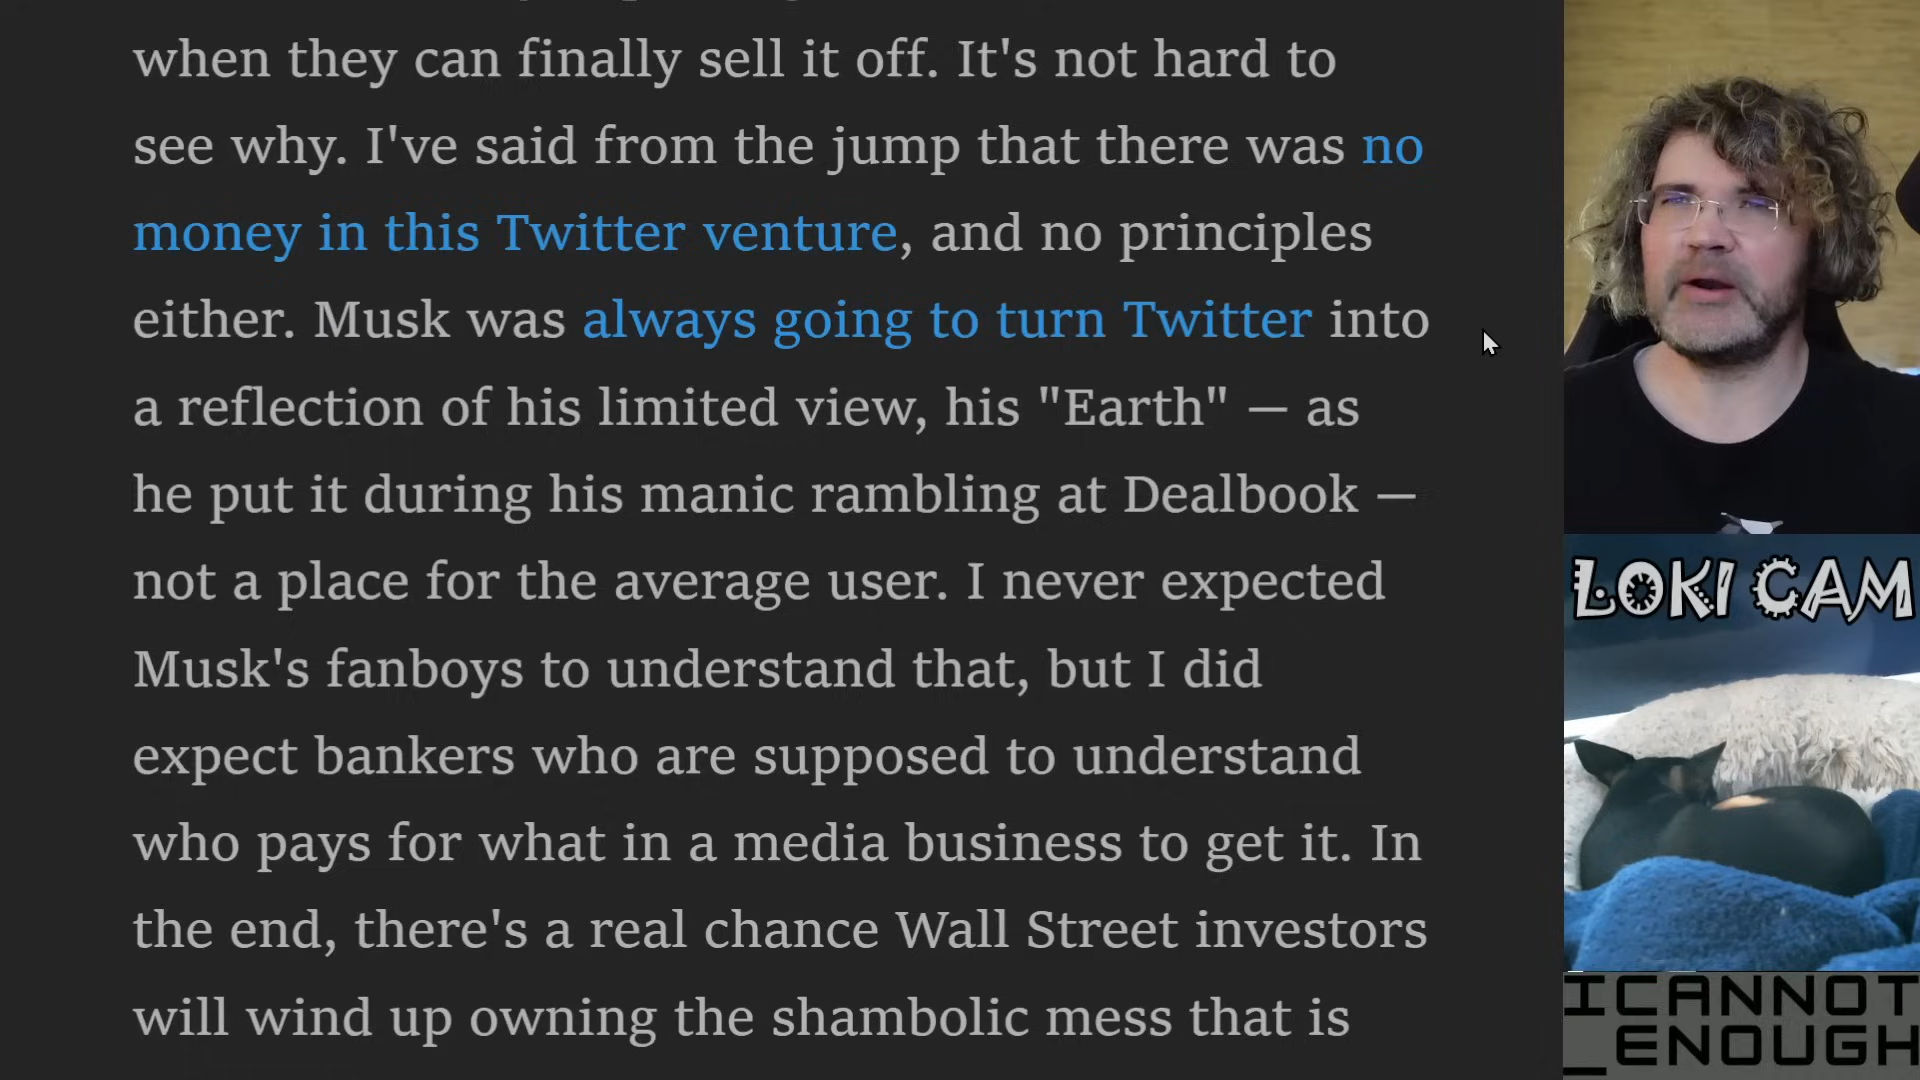 when they can finally sell it off. It's not hard to
see why. I've said from the jump that there was no
money in this Twitter venture, and no principles
either. Musk was always going to turn Twitter into
a reflection of his limited view, his "Earth" — as
he put it during his manic rambling at Dealbook —
not a place for the average user. I never expected
Musk's fanboys to understand that, but I did
expect bankers who are supposed to understand
who pays for what in a media business to get it. In
the end, there's a real chance Wall Street investors
will wind up owning the shambolic mess that is
LOKI CAM
ICANNOT
_ENOUGH